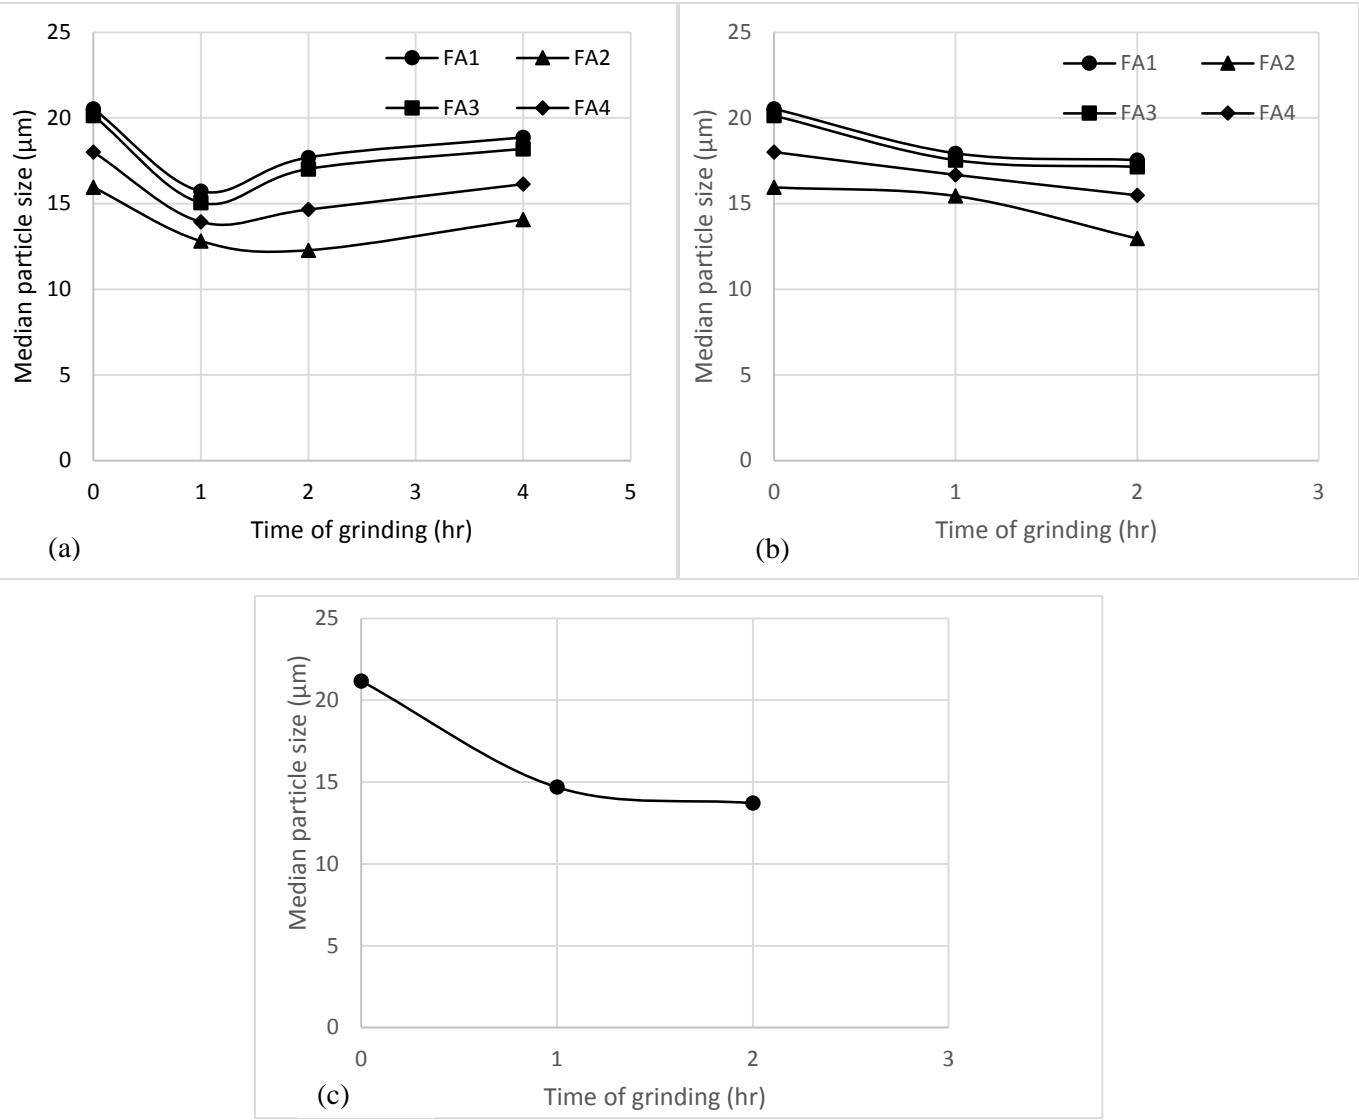 25
20
15
10
5
0
Median particle size (µm)
FA1
FA2
FA3
FA4
0 1 2 3 4 5
Time of grinding (hr)
(a)
25
20
15
10
5
0
Median particle size (µm)
FA1
FA2
FA3
FA4
0 1 2 3
Time of grinding (hr)
(b)
25
20
15
10
5
0
Median particle size (µm)
0 1 2 3
Time of grinding (hr)
(c)